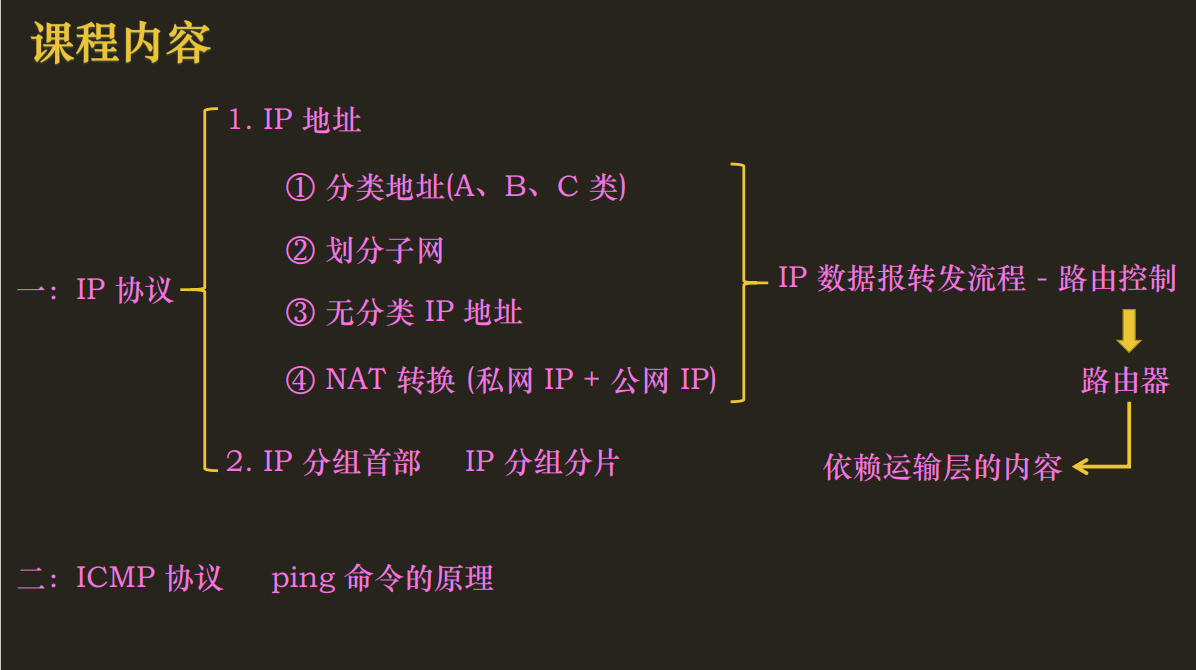 课程内容
1. IP 地址
① 分类地址(A、B、C 类)
② 划分子网
一：IP 协议
IP 数据报转发流程 - 路由控制
③ 无分类 IP 地址
④ NAT 转换 (私网 IP + 公网 IP)
路由器
2. IP 分组首部 IP 分组分片
依赖运输层的内容
二：ICMP 协议 ping 命令的原理